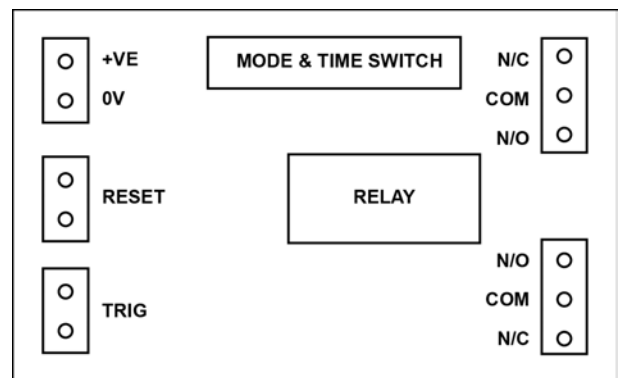 +VE
0V
MODE & TIME SWITCH
N/C
COM
N/O
RESET
RELAY
TRIG
N/O
COM
N/C